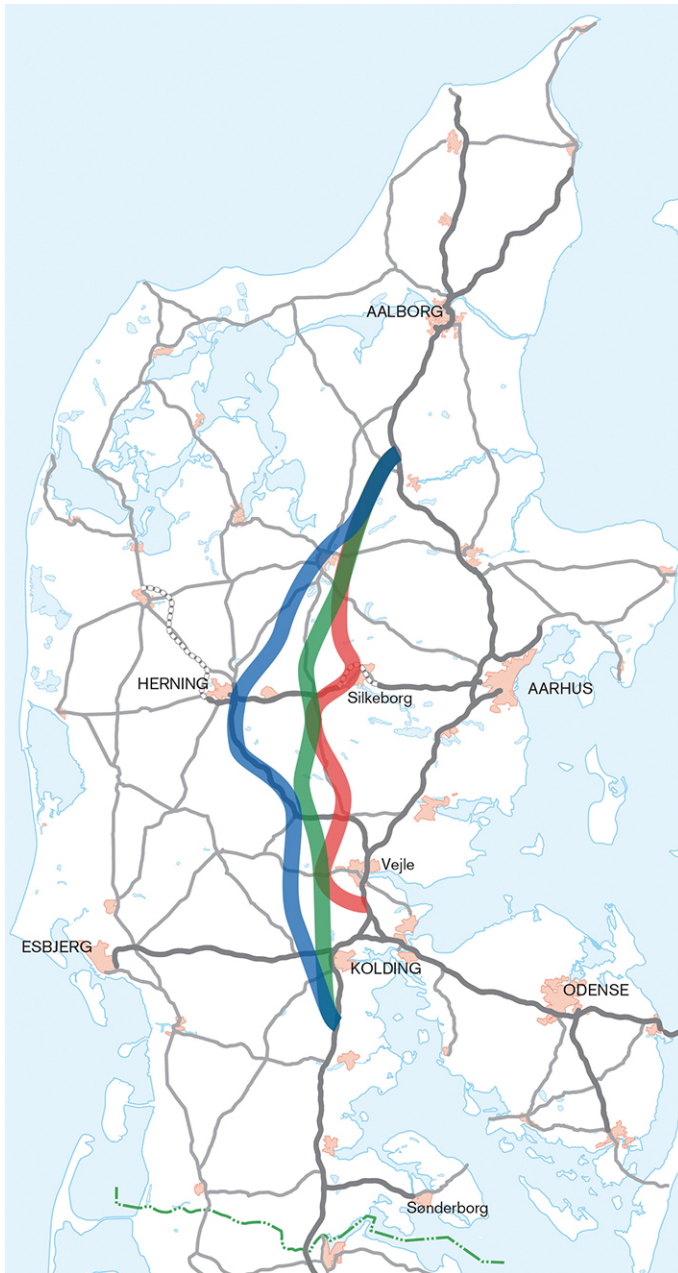 AALBORG
HERNING
Silkeborg
AARHUS
Vejle
ESBJERG
KOLDING
ODENSE
Sønderborg